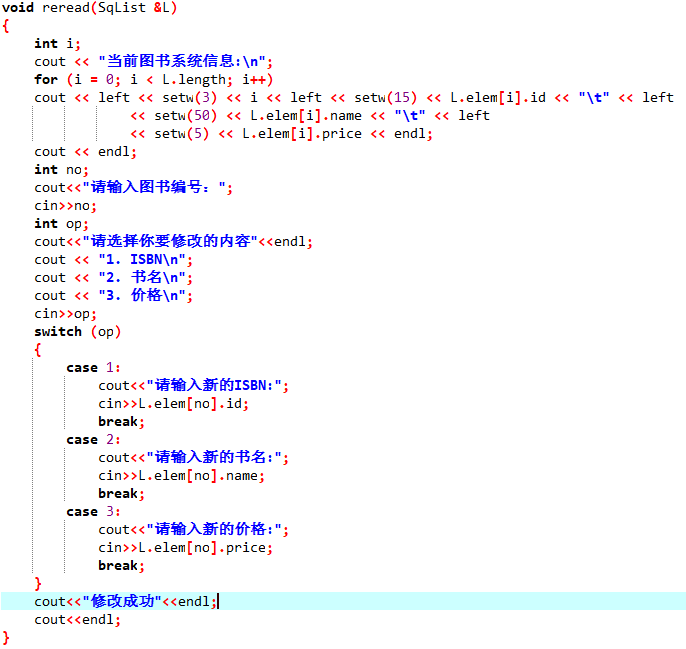 void reread(SqList &L)
{
    int i;
    cout << "当前图书系统信息:\n";
    for (i = 0; i < L.length; i++)
    cout << left << setw(3) << i << left << setw(15) << L.elem[i].id << "\t" << left
            << setw(50) << L.elem[i].name << "\t" << left
            << setw(5) << L.elem[i].price << endl;
    cout << endl;
    int no;
    cout<<"请输入图书编号：";
    cin>>no;
    int op;
    cout<<"请选择你要修改的内容"<<endl;
    cout << "1. ISBN\n";
    cout << "2. 书名\n";
    cout << "3. 价格\n";
    cin>>op;
    switch (op)
    {
        case 1:
            cout<<"请输入新的ISBN:";
            cin>>L.elem[no].id;
            break;
        case 2:
            cout<<"请输入新的书名:";
            cin>>L.elem[no].name;
            break;
        case 3:
            cout<<"请输入新的价格:";
            cin>>L.elem[no].price;
            break;
    }
    cout<<"修改成功"<<endl;
    cout<<endl;
}